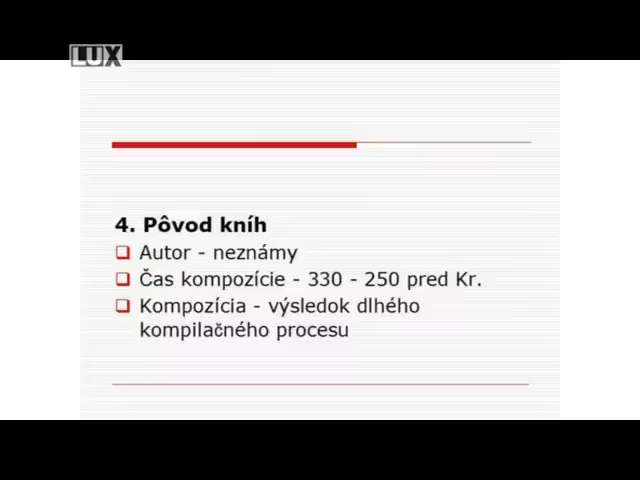 LUX
4. Pôvod kníh
Autor - neznámy
Čas kompozície - 330 - 250 pred Kr.
Kompozícia - výsledok dlhého
kompilačného procesu